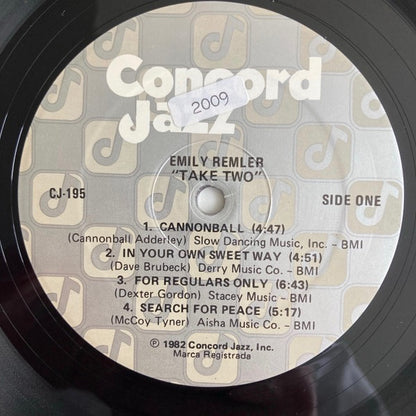 Concord
Jazz
2009
EMILY REMLER
"TAKE TWO"
CJ-195
SIDE ONE
1. CANNONBALL (4:47)
(Cannonball Adderley) Slow Dancing Music, Inc. – BMI
2. IN YOUR OWN SWEET WAY (4:51)
(Dave Brubeck) Derry Music Co. – BMI
3. FOR REGULARS ONLY (6:43)
(Dexter Gordon) Stacey Music – BMI
4. SEARCH FOR PEACE (5:17)
(McCoy Tyner) Aisha Music Co. – BMI
℗ 1982 Concord Jazz, Inc.
Marca Registrada